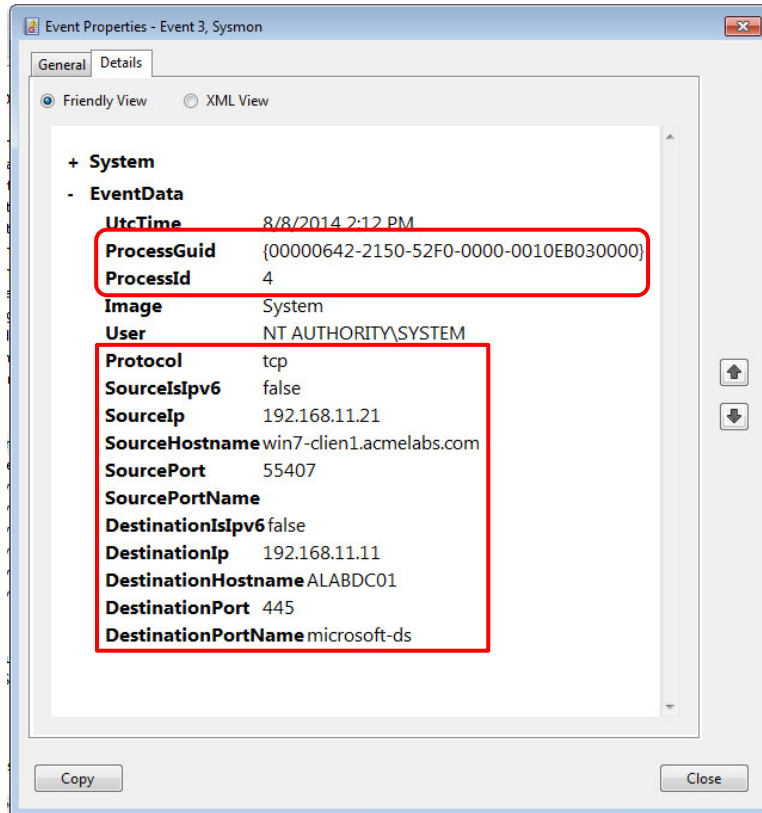 Event Properties - Event 3, Sysmon
General Details
Friendly View XML View
+ System
- EventData
UtcTime 8/8/2014 2:12 PM
ProcessGuid {00000642-2150-52F0-0000-0010EB030000}
ProcessId 4
Image System
User NT AUTHORITY\SYSTEM
Protocol tcp
SourceIsIpv6 false
SourceIp 192.168.11.21
SourceHostname win7-clien1.acmelabs.com
SourcePort 55407
SourcePortName
DestinationIsIpv6 false
DestinationIp 192.168.11.11
DestinationHostname ALABDC01
DestinationPort 445
DestinationPortName microsoft-ds
Copy Close